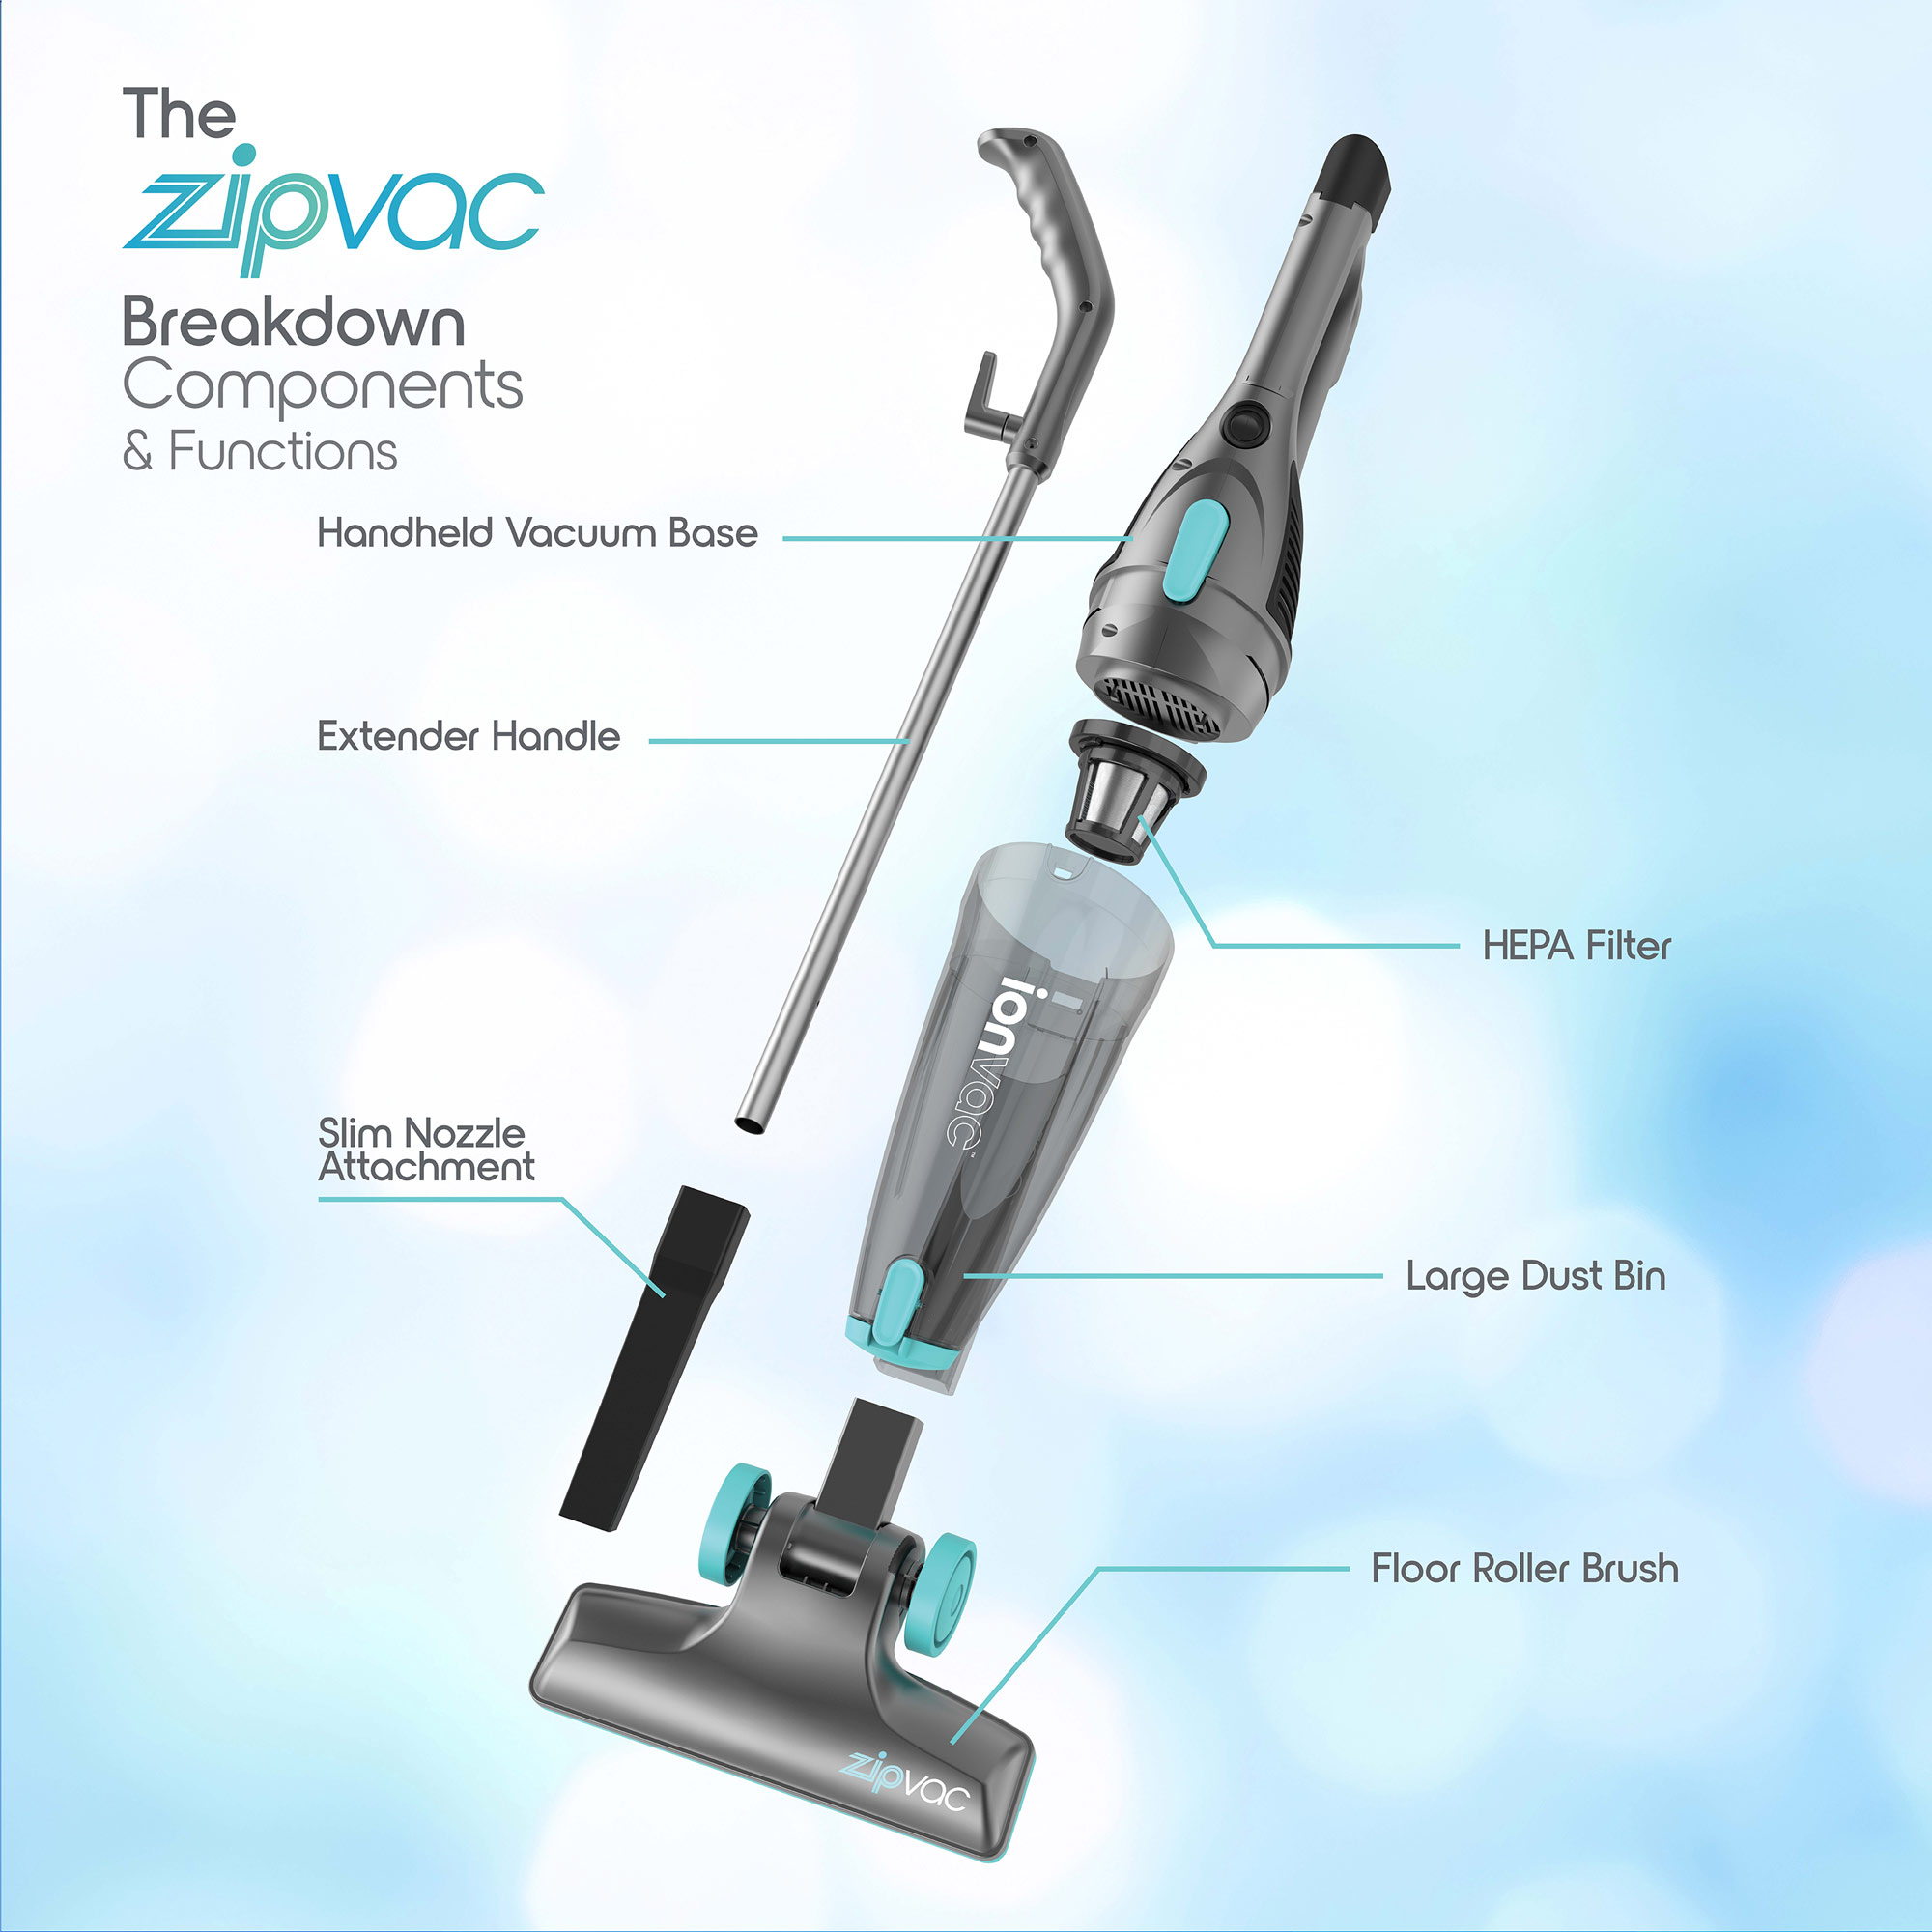 The
zipvac
Breakdown
Components
& Functions
Handheld Vacuum Base
Extender Handle
HEPA Filter
ionvac™
Slim Nozzle
Attachment
Large Dust Bin
Floor Roller Brush
zipvac